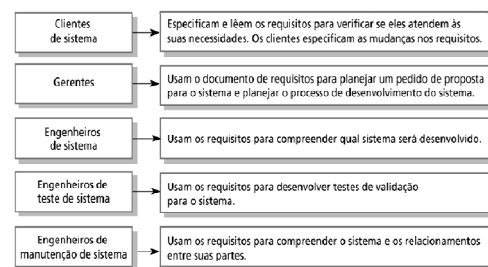 Clientes
de sistema
Especificam e lêem os requisitos para verificar se eles atendem às
suas necessidades. Os clientes especificam as mudanças nos requisitos.
Gerentes
Usam o documento de requisitos para planejar um pedido de proposta
para o sistema e planejar o processo de desenvolvimento do sistema.
Engenheiros
de sistema
Usam os requisitos para compreender qual sistema será desenvolvido.
Engenheiros de
teste de sistema
Usam os requisitos para desenvolver testes de validação
para o sistema.
Engenheiros de
manutenção de sistema
Usam os requisitos para compreender o sistema e os relacionamentos
entre suas partes.